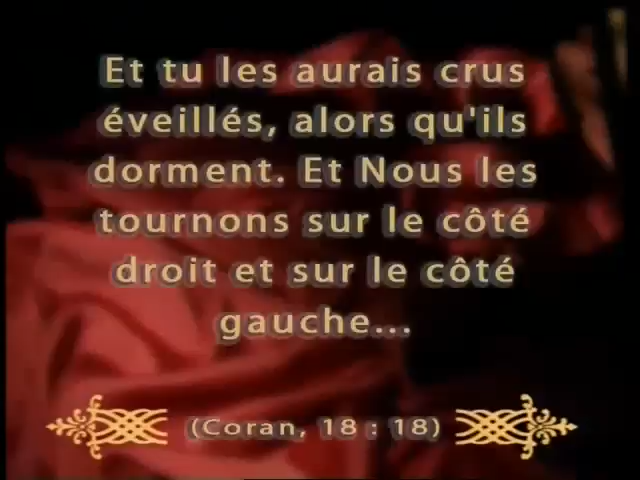 Et tu les aurais crus
éveillés, alors qu'ils
dorment. Et Nous les
tournons sur le côté
droit et sur le côté
gauche...
(Coran, 18 : 18)